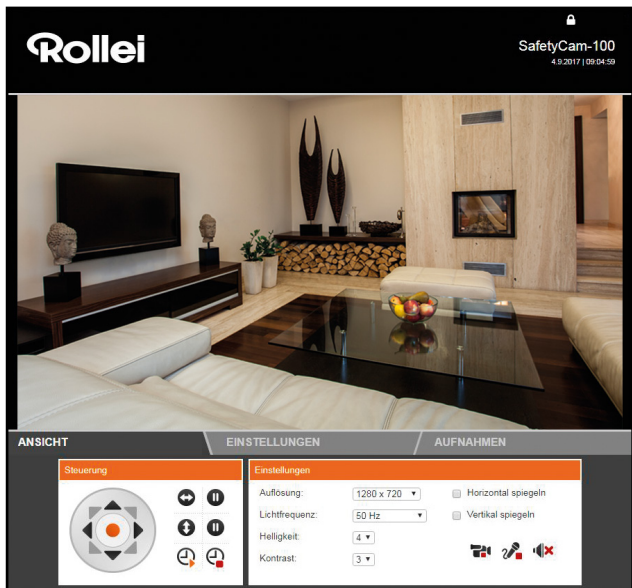 Rollei
SafetyCam-100
4.9.2017 | 09:04:59
ANSICHT
EINSTELLUNGEN
AUFNAHMEN
Steuerung
Einstellungen
Auflösung: 1280 x 720
Horizontal spiegeln
Lichtfrequenz: 50 Hz
Vertikal spiegeln
Helligkeit: 4
Kontrast: 3